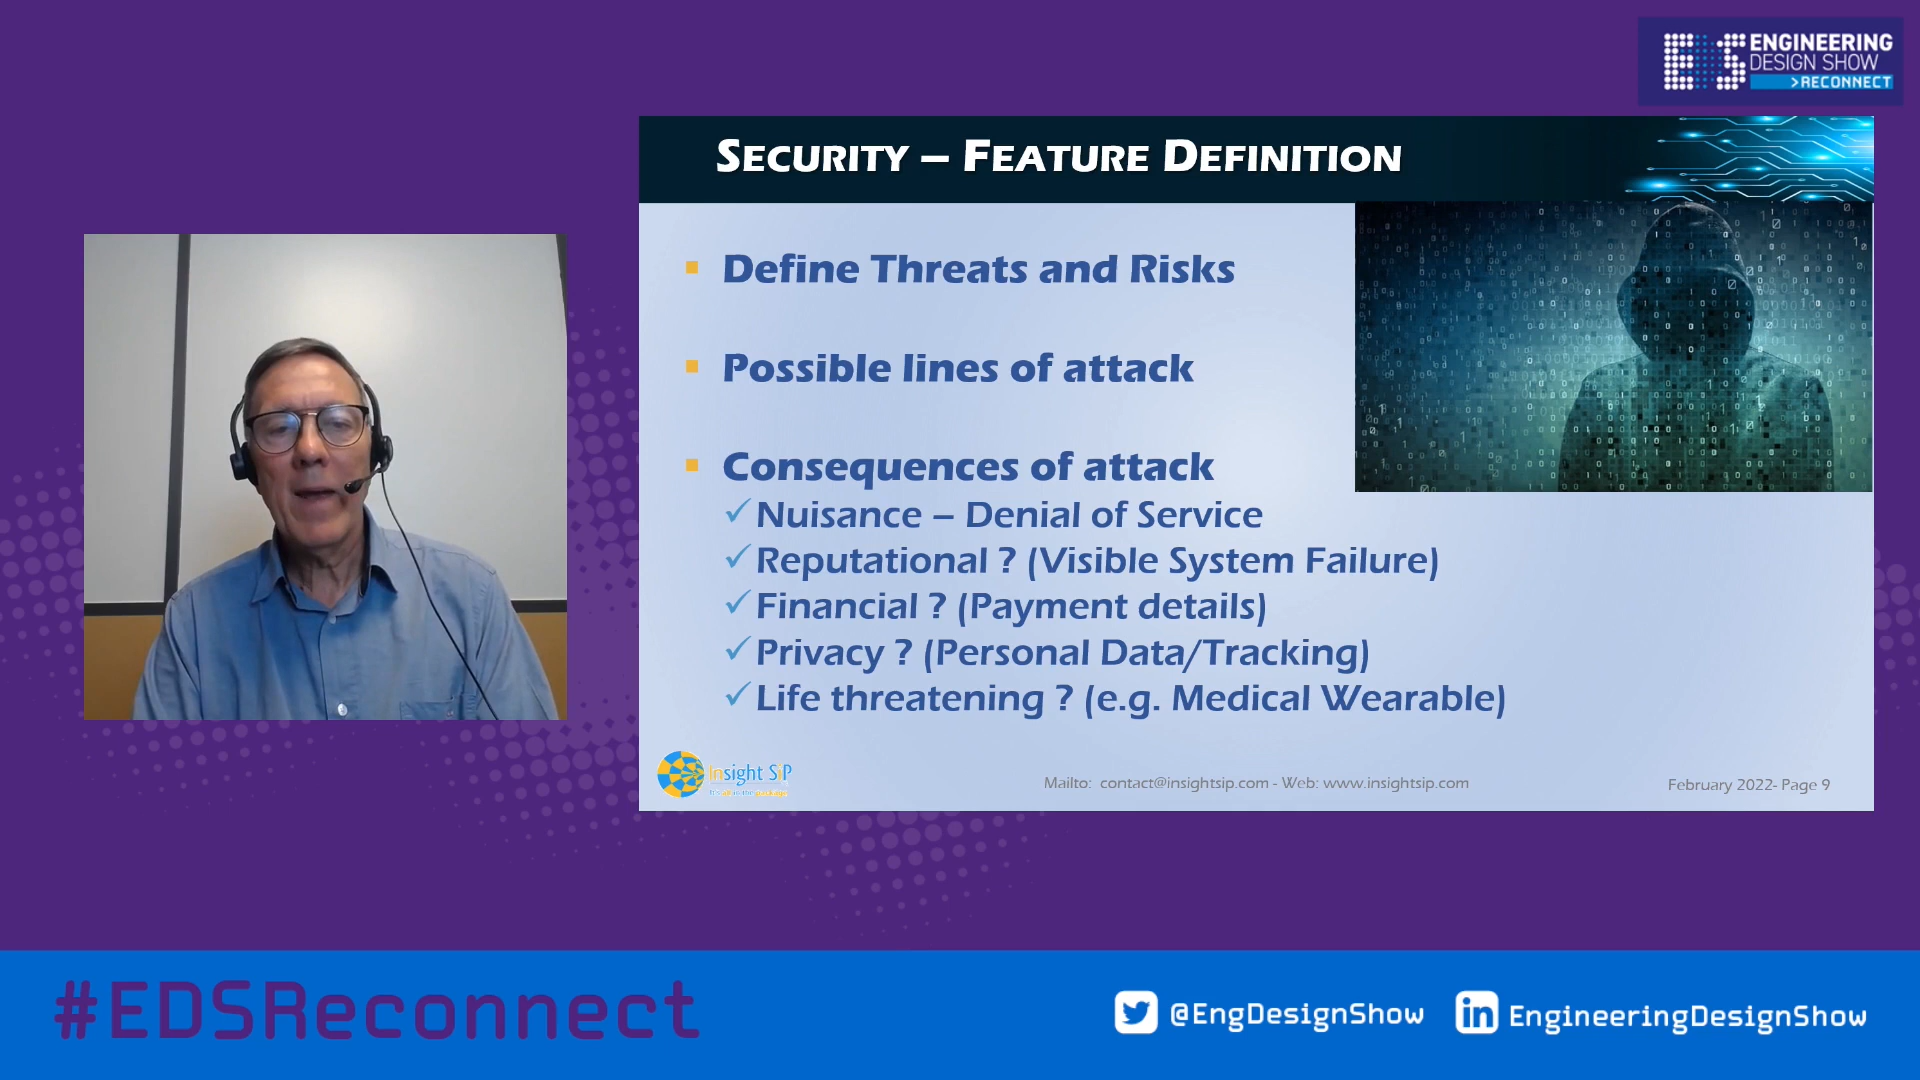 ENGINEERING
DESIGN SHOW
>RECONNECT
SECURITY – FEATURE DEFINITION
Define Threats and Risks
Possible lines of attack
Consequences of attack
Nuisance – Denial of Service
Reputational ? (Visible System Failure)
Financial ? (Payment details)
Privacy ? (Personal Data/Tracking)
Life threatening ? (e.g. Medical Wearable)
Insight SiP
Mailto: contact@insightsip.com - Web: www.insightsip.com
February 2022- Page 9
#EDSReconnect
@EngDesignShow
in EngineeringDesignShow